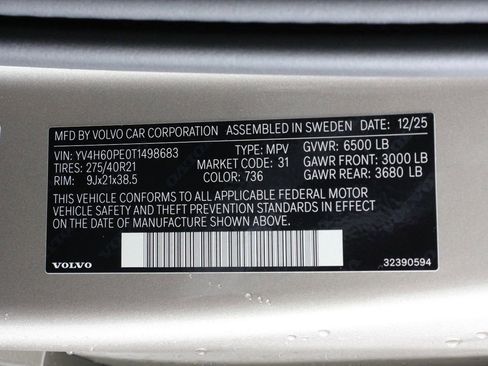 MFD BY VOLVO CAR CORPORATION ASSEMBLED IN SWEDEN 12/25
VIN: YV4H60PE0T1498683 TYPE: MPV GVWR: 6500 LB
TIRES: 275/40R21 MARKET CODE: 31 GAWR FRONT: 3000 LB
RIM: 9Jx21x38.5 COLOR: 736 GAWR REAR: 3680 LB
THIS VEHICLE CONFORMS TO ALL APPLICABLE FEDERAL MOTOR
VEHICLE SAFETY AND THEFT PREVENTION STANDARDS IN EFFECT
ON THE DATE OF MANUFACTURE SHOWN ABOVE.
VOLVO 32390594